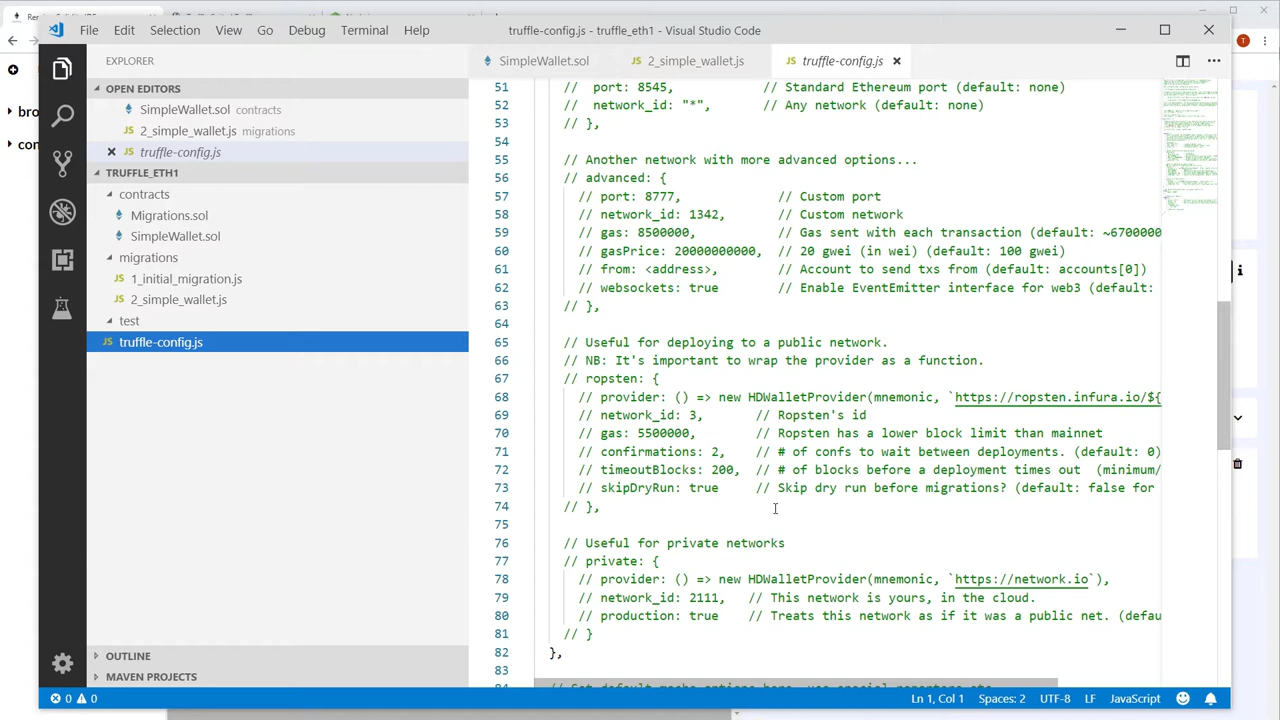 File Edit Selection View Go Debug Terminal Help
truffle-config.js - truffle_eth1 - Visual Studio Code
EXPLORER
OPEN EDITORS
SimpleWallet.sol contracts
2_simple_wallet.js migrations
truffle-config.js
TRUFFLE_ETH1
contracts
Migrations.sol
SimpleWallet.sol
migrations
1_initial_migration.js
2_simple_wallet.js
test
truffle-config.js
OUTLINE
MAVEN PROJECTS
SimpleWallet.sol 2_simple_wallet.js truffle-config.js
51 // port: 8545, // Standard Ethereum port (default: none)
// network_id: "*", // Any network (default: none)
53 // },
54
55 // Another network with more advanced options...
56 // advanced: {
57 // port: 8777, // Custom port
58 // network_id: 1342, // Custom network
59 // gas: 8500000, // Gas sent with each transaction (default: ~6700000
60 // gasPrice: 20000000000, // 20 gwei (in wei) (default: 100 gwei)
61 // from: <address>, // Account to send txs from (default: accounts[0])
62 // websockets: true // Enable EventEmitter interface for web3 (default:
63 // },
64
65 // Useful for deploying to a public network.
66 // NB: It's important to wrap the provider as a function.
67 // ropsten: {
68 // provider: () => new HDWalletProvider(mnemonic, `https://ropsten.infura.io/${
69 // network_id: 3, // Ropsten's id
70 // gas: 5500000, // Ropsten has a lower block limit than mainnet
71 // confirmations: 2, // # of confs to wait between deployments. (default: 0)
72 // timeoutBlocks: 200, // # of blocks before a deployment times out (minimum/
73 // skipDryRun: true // Skip dry run before migrations? (default: false for
74 // },
75
76 // Useful for private networks
77 // private: {
78 // provider: () => new HDWalletProvider(mnemonic, `https://network.io`),
79 // network_id: 2111, // This network is yours, in the cloud.
80 // production: true // Treats this network as if it was a public net. (defau
81 // }
82 },
83
0 0 Ln 1, Col 1 Spaces: 2 UTF-8 LF JavaScript